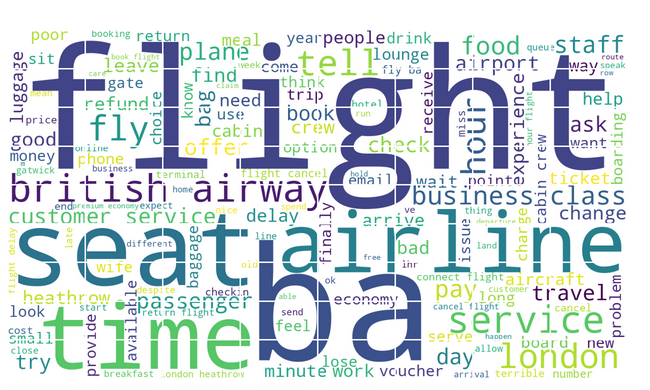 poor
booking
return
year
people
drink
sit
book flight
plane
meal
lounge
food
queue
staff
leave
care
week
come
tell
fly ba
airport
way
route
speak
row
luggage
gate
find
think
flight
mean
refund
choice
know
bag
need
claim
trip
hotel
receive
miss
hour
experience
hour flight
help
price
fly
use
book
run
ask
good
online
cabin
crew
want
boarding
money
phone
offer
option
check
gatwick
business
terminal
flight cancel
hold
email
wait
point
ticket
cabin crew
british airway
home
business class
end
premium economy
expect
nice
spend
finally
ve
thing
change
customer service
delay
arrive
departure
charge
flight delay
late
seat
different
baggage
line
air line
bad
issue
land
wife
old
free
ihr
connect flight
aircraft
heathrow
despite
checkin
ok
pay
long
customer
travel
problem
look
available
passenger
able
economy
cancel flight
cancel
start
return flight
send
ba
service
cost
provide
time
feel
small
serve
happen
board
new
close
lose
day
allow
london
try
minute
work
voucher
breakfast
london heathrow
arrival
terrible
number